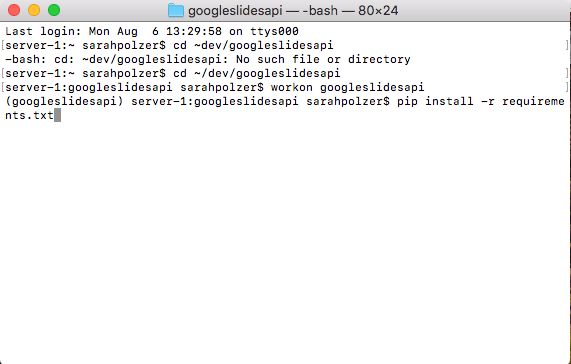 googleslidesapi — -bash — 80×24
Last login: Mon Aug  6 13:29:58 on ttys000
[server-1:~ sarahpolzer$ cd ~dev/googleslidesapi ]
-bash: cd: ~dev/googleslidesapi: No such file or directory
[server-1:~ sarahpolzer$ cd ~/dev/googleslidesapi ]
[server-1:googleslidesapi sarahpolzer$ workon googleslidesapi ]
(googleslidesapi) server-1:googleslidesapi sarahpolzer$ pip install -r requireme
nts.txt